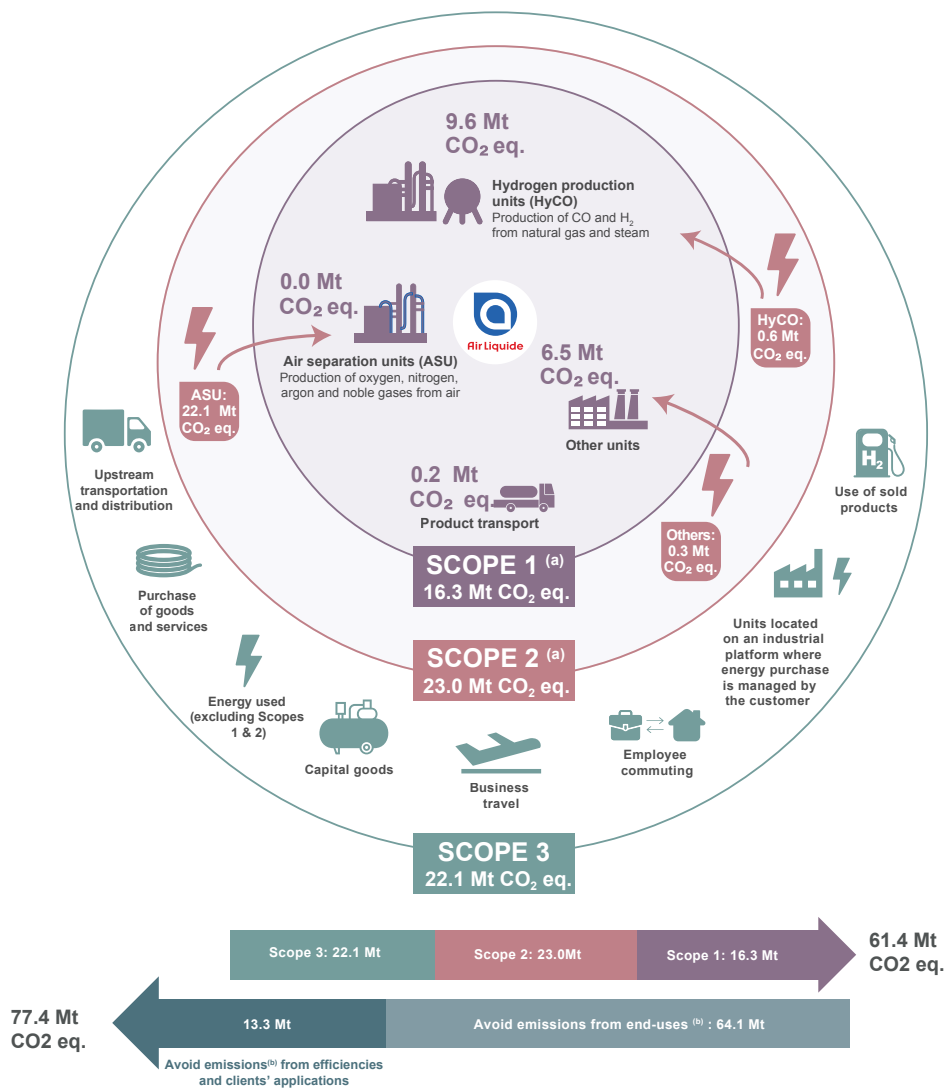 9.6 Mt
CO₂ eq.
Hydrogen production
units (HyCO)
Production of CO and H₂
from natural gas and steam
0.0 Mt
CO₂ eq.
Air Liquide
Air separation units (ASU)
Production of oxygen, nitrogen,
argon and noble gases from air
HyCO:
0.6 Mt
CO₂ eq.
6.5 Mt
CO₂ eq.
Other units
ASU:
22.1 Mt
CO₂ eq.
0.2 Mt
CO₂ eq.
Product transport
Upstream
transportation
and distribution
H₂
Use of sold
products
Others:
0.3 Mt
CO₂ eq.
SCOPE 1 (a)
16.3 Mt CO₂ eq.
Purchase
of goods
and services
Units located
on an industrial
platform where
energy purchase
is managed by
the customer
SCOPE 2 (a)
23.0 Mt CO₂ eq.
Energy used
(excluding Scopes
1 & 2)
Capital goods
Business
travel
Employee
commuting
SCOPE 3
22.1 Mt CO₂ eq.
Scope 3: 22.1 Mt
Scope 2: 23.0Mt
Scope 1: 16.3 Mt
61.4 Mt
CO2 eq.
77.4 Mt
CO2 eq.
13.3 Mt
Avoid emissions from end-uses (b) : 64.1 Mt
Avoid emissions(b) from efficiencies
and clients' applications